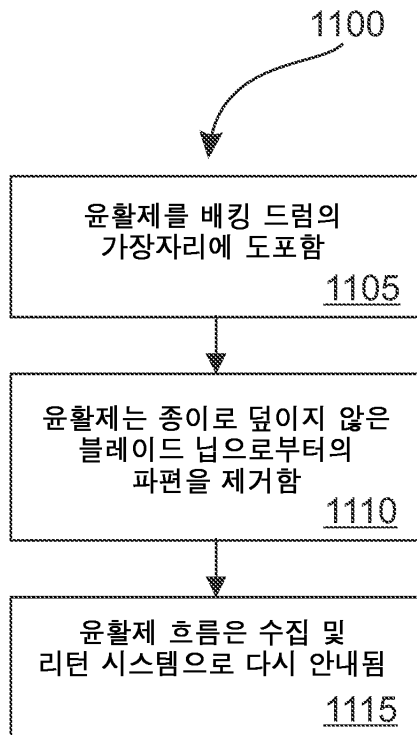 1100
윤활제를 배킹 드럼의
가장자리에 도포함
1105
윤활제는 종이로 덮이지 않은
블레이드 닙으로부터의
파편을 제거함
1110
윤활제 흐름은 수집 및
리턴 시스템으로 다시 안내됨
1115